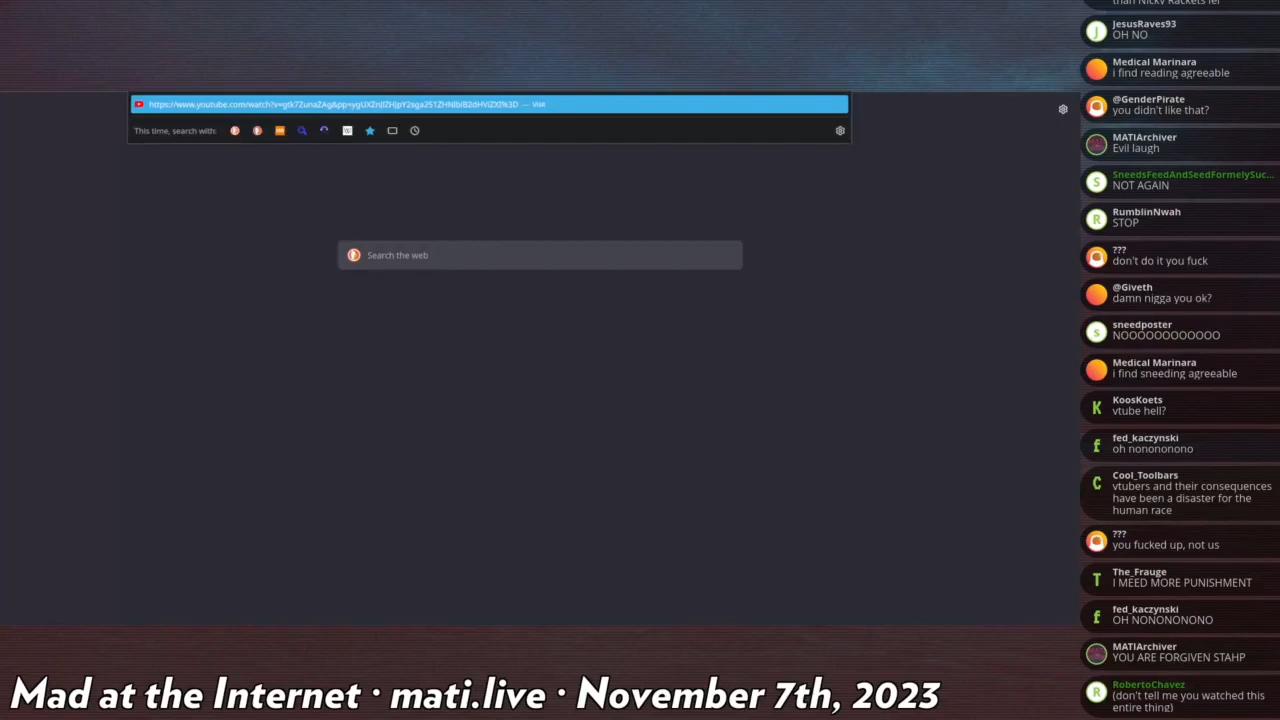 than Nicky Rackets fer
JesusRaves93
OH NO
Medical Marinara
i find reading agreeable
@GenderPirate
you didn't like that?
MATIArchiver
Evil laugh
SneedsFeedAndSeedFormelySuc...
NOT AGAIN
RumblinNwah
STOP
???
don't do it you fuck
@Giveth
damn nigga you ok?
sneedposter
NOOOOOOOOOOOO
Medical Marinara
i find sneeding agreeable
KoosKoets
vtube hell?
fed_kaczynski
oh nonononono
Cool_Toolbars
vtubers and their consequences
have been a disaster for the
human race
???
you fucked up, not us
The_Frauge
I MEED MORE PUNISHMENT
fed_kaczynski
OH NONONONONO
MATIArchiver
YOU ARE FORGIVEN STAHP
RobertoChavez
(don't tell me you watched this
entire thing)
— Visit
This time, search with:
Search the web
Mad at the Internet · mati.live · November 7th, 2023